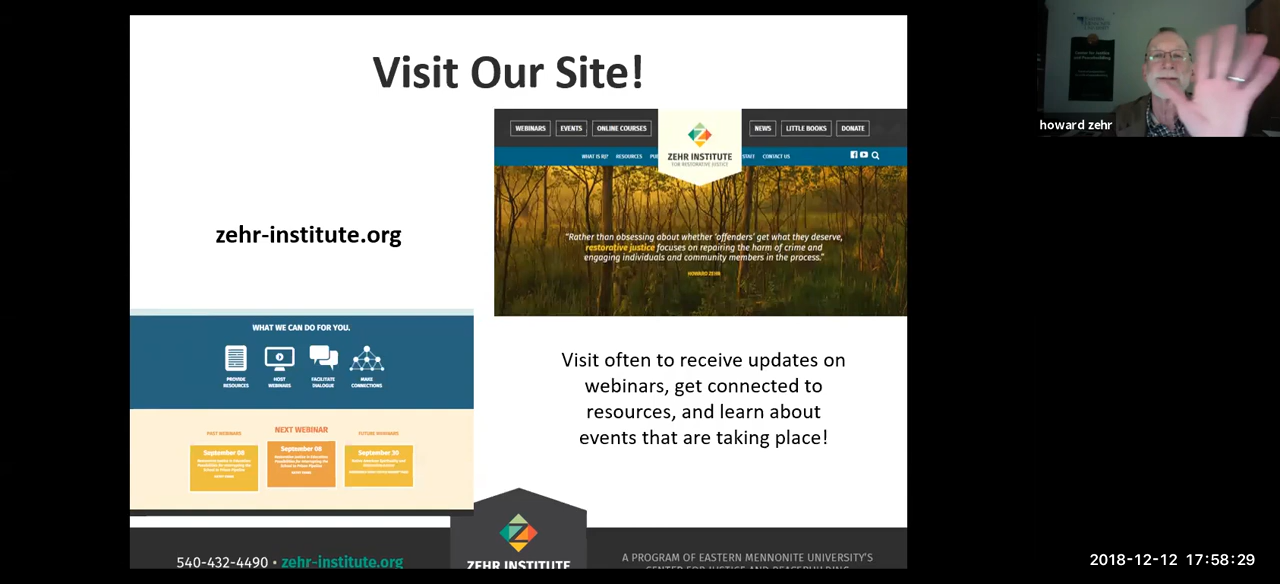 Visit Our Site!
WEBINARS EVENTS ONLINE COURSES
NEWS LITTLE BOOKS DONATE
WHAT IS RJ? RESOURCES
STAFF CONTACT US
ZEHR INSTITUTE
FOR RESTORATIVE JUSTICE
"Rather than obsessing about whether 'offenders' get what they deserve,
restorative justice focuses on repairing the harm of crime and
engaging individuals and community members in the process."
HOWARD ZEHR
zehr-institute.org
WHAT WE CAN DO FOR YOU.
PROVIDE RESOURCES
HOST WEBINARS
FACILITATE DIALOGUE
MAKE CONNECTIONS
PAST WEBINARS
NEXT WEBINAR
FUTURE WEBINARS
September 08
September 30
Visit often to receive updates on
webinars, get connected to
resources, and learn about
events that are taking place!
540-432-4490 • zehr-institute.org
ZEHR INSTITUTE
A PROGRAM OF EASTERN MENNONITE UNIVERSITY'S
CENTER FOR JUSTICE AND PEACEBUILDING
howard zehr
2018-12-12 17:58:29